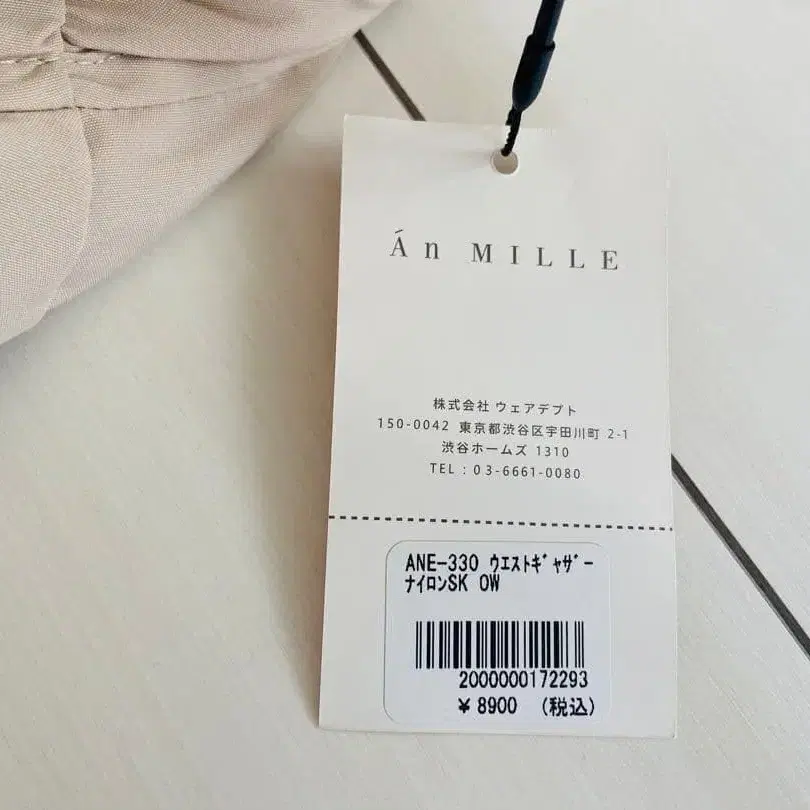 Án MILLE
株式会社 ウェアデプト
150-0042 東京都渋谷区宇田川町 2-1
渋谷ホームズ 1310
TEL : 03-6661-0080
ANE-330 ｳｴｽﾄｷﾞｬｻﾞｰ
ﾅｲﾛﾝSK OW
2000000172293
¥ 8900 (税込)